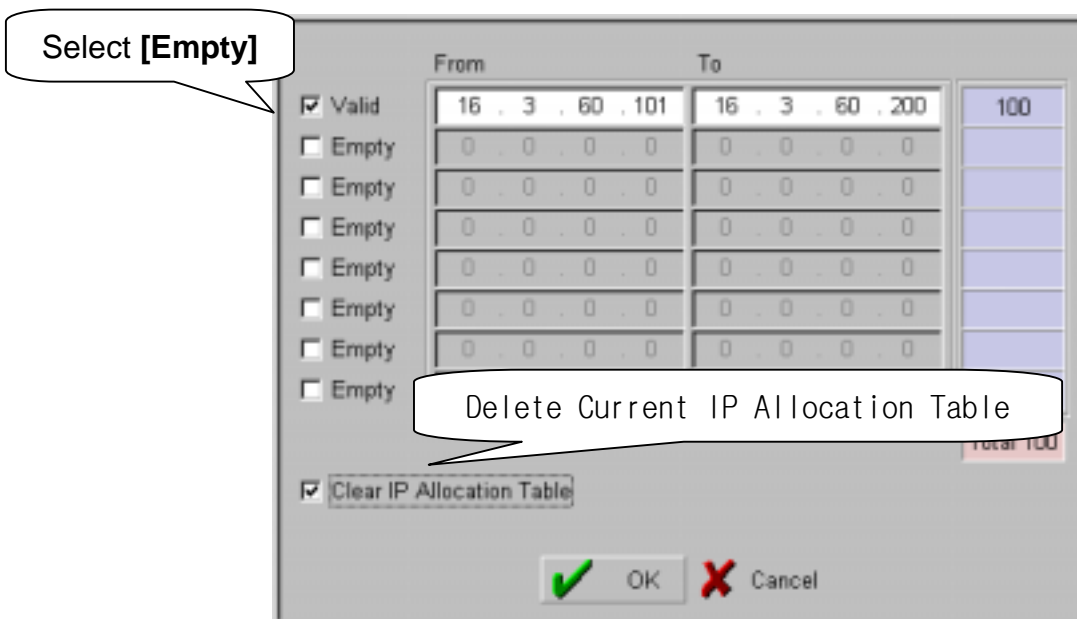 Select [Empty]
From To
Valid 16 . 3 . 60 . 101 16 . 3 . 60 . 200 100
Empty 0 . 0 . 0 . 0 0 . 0 . 0 . 0
Empty 0 . 0 . 0 . 0 0 . 0 . 0 . 0
Empty 0 . 0 . 0 . 0 0 . 0 . 0 . 0
Empty 0 . 0 . 0 . 0 0 . 0 . 0 . 0
Empty 0 . 0 . 0 . 0 0 . 0 . 0 . 0
Empty 0 . 0 . 0 . 0 0 . 0 . 0 . 0
Empty
Delete Current IP Allocation Table
Total 100
Clear IP Allocation Table
OK Cancel